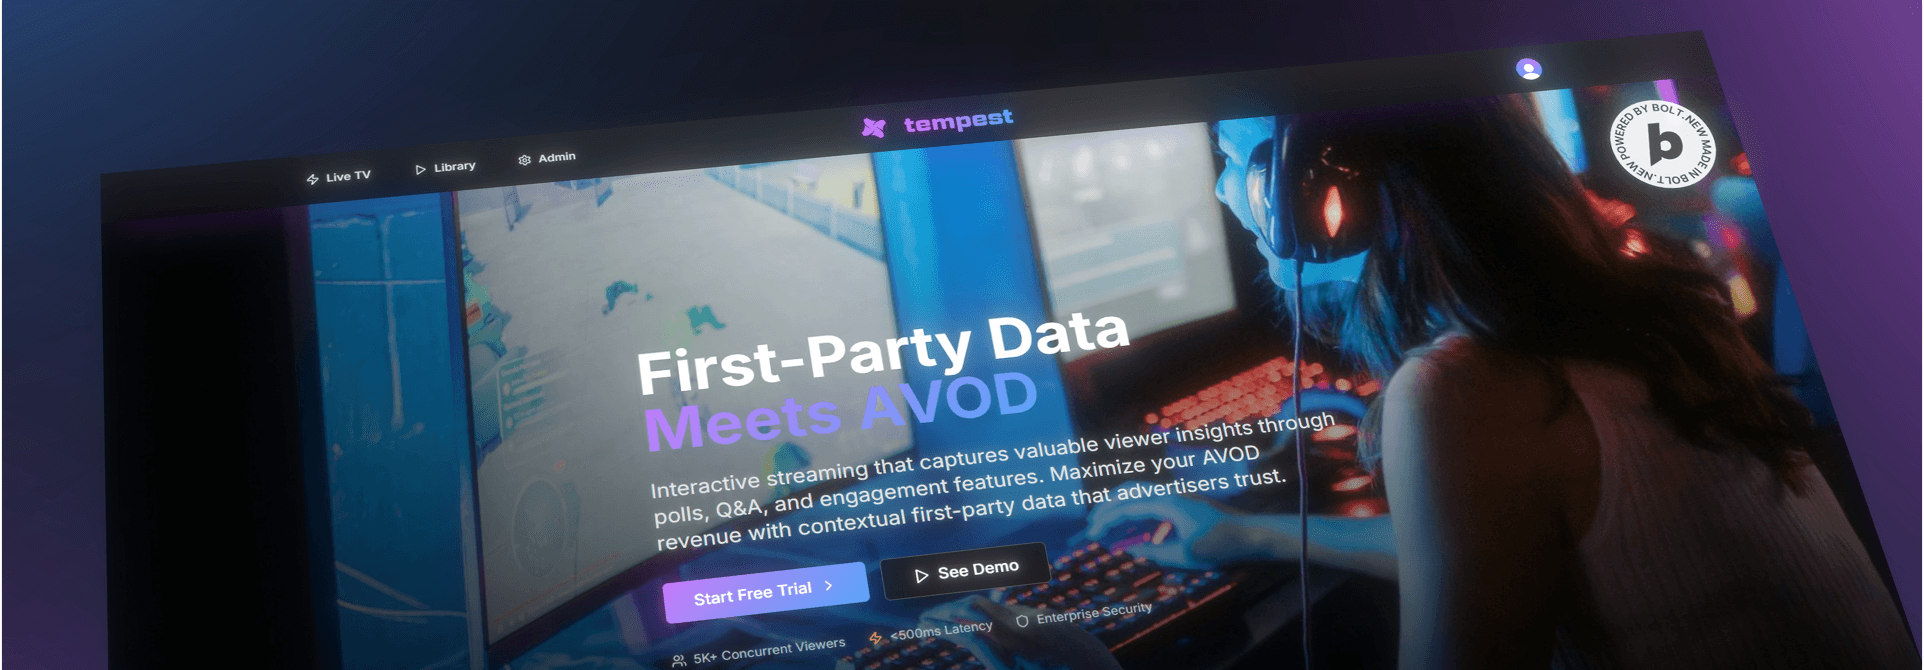 Live TV
Library
Admin
tempest
POWERED BY BOLT.NEW MADE IN BOLT.NEW
b
First-Party Data
Meets AVOD
Interactive streaming that captures valuable viewer insights through
polls, Q&A, and engagement features. Maximize your AVOD
revenue with contextual first-party data that advertisers trust.
Start Free Trial
See Demo
5K+ Concurrent Viewers
<500ms Latency
Enterprise Security